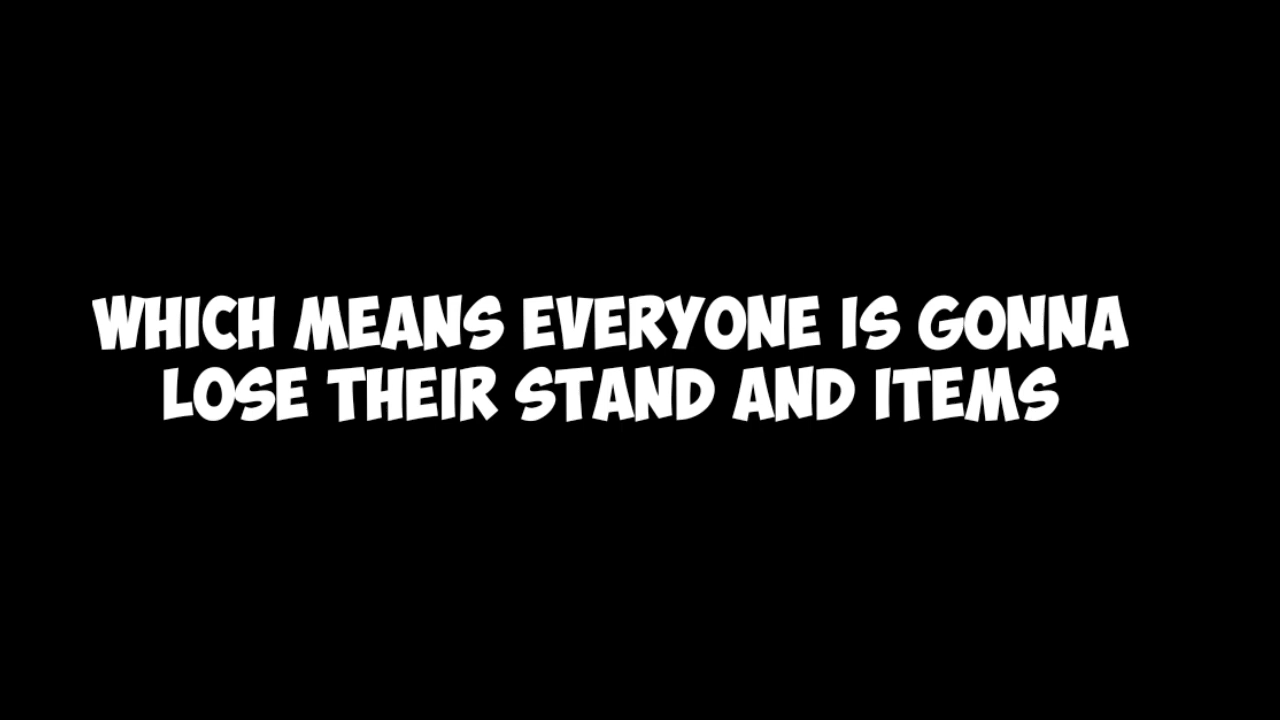 WHICH MEANS EVERYONE IS GONNA
LOSE THEIR STAND AND ITEMS